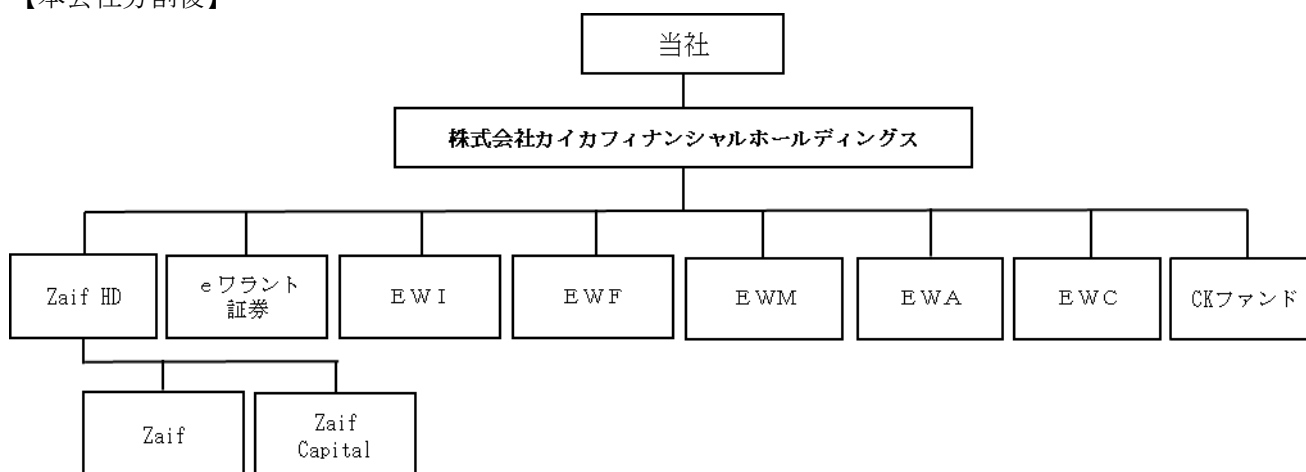 【本会社分割後】
当社
株式会社カイカフィナンシャルホールディングス
Zaif HD
eワラント
証券
ＥＷＩ
ＥＷＦ
ＥＷＭ
ＥＷＡ
ＥＷＣ
CKファンド
Zaif
Zaif
Capital